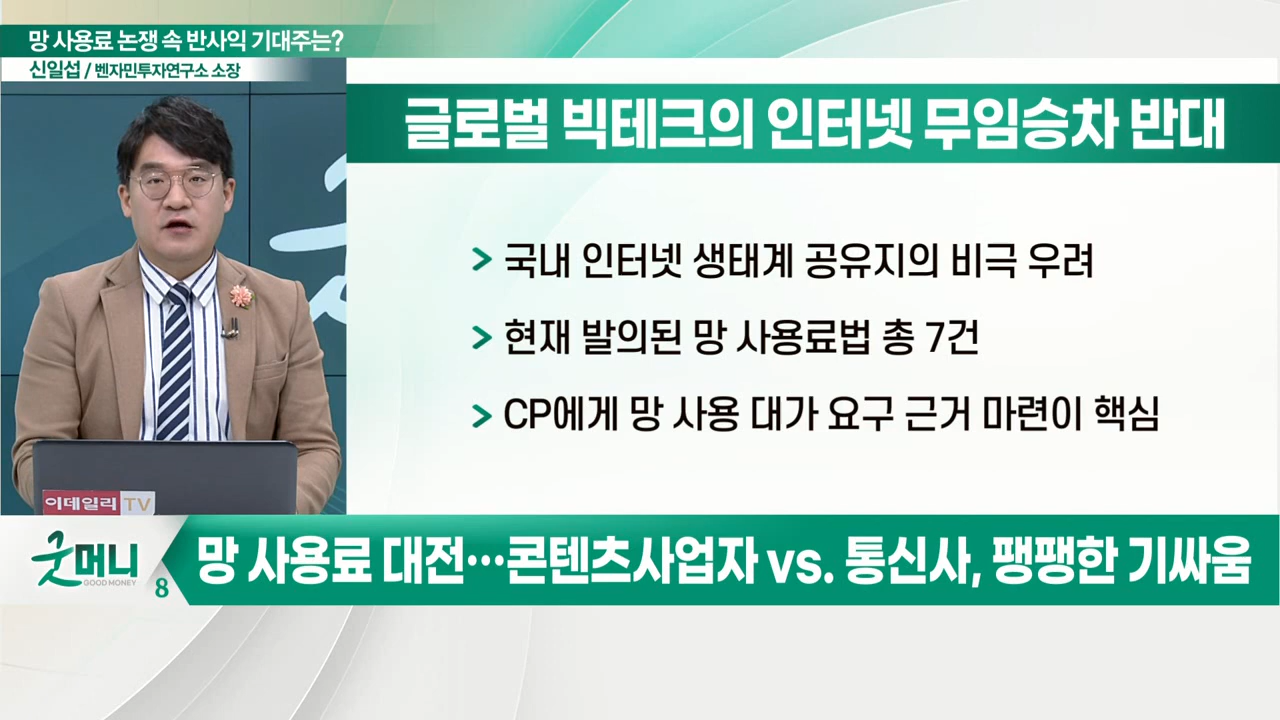 망 사용료 논쟁 속 반사익 기대주는?
신일섭 / 벤자민투자연구소 소장
글로벌 빅테크의 인터넷 무임승차 반대
> 국내 인터넷 생태계 공유지의 비극 우려
> 현재 발의된 망 사용료법 총 7건
> CP에게 망 사용 대가 요구 근거 마련이 핵심
이데일리 TV
굿머니
GOOD MONEY
8
망 사용료 대전…콘텐츠사업자 vs. 통신사, 팽팽한 기싸움